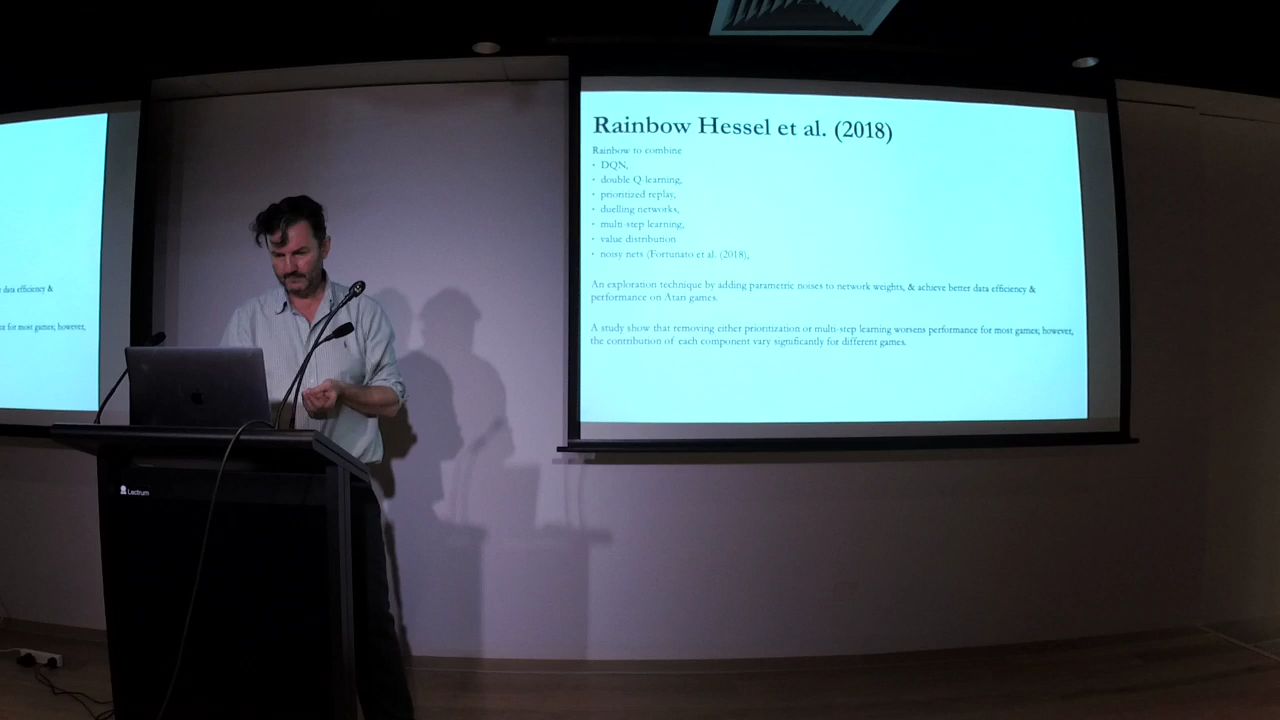 Rainbow Hessel et al. (2018)
Rainbow to combine
• DQN,
• double Q learning,
• prioritized replay,
• duelling networks,
• multi-step learning,
• value distribution
• noisy nets (Fortunato et al. (2018),
An exploration technique by adding parametric noises to network weights, & achieve better data efficiency &
performance on Atari games.
A study show that removing either prioritization or multi-step learning worsens performance for most games; however,
the contribution of each component vary significantly for different games.
data efficiency &
for most games; however,
Lectrum